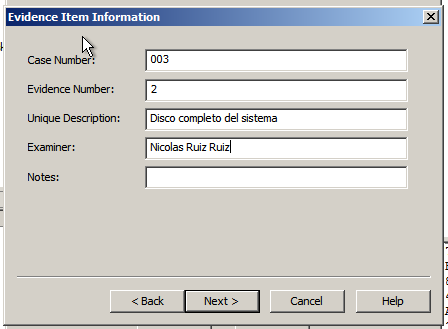 Evidence Item Information
Case Number: 003
Evidence Number: 2
Unique Description: Disco completo del sistema
Examiner: Nicolas Ruiz Ruiz
Notes:
< Back Next > Cancel Help